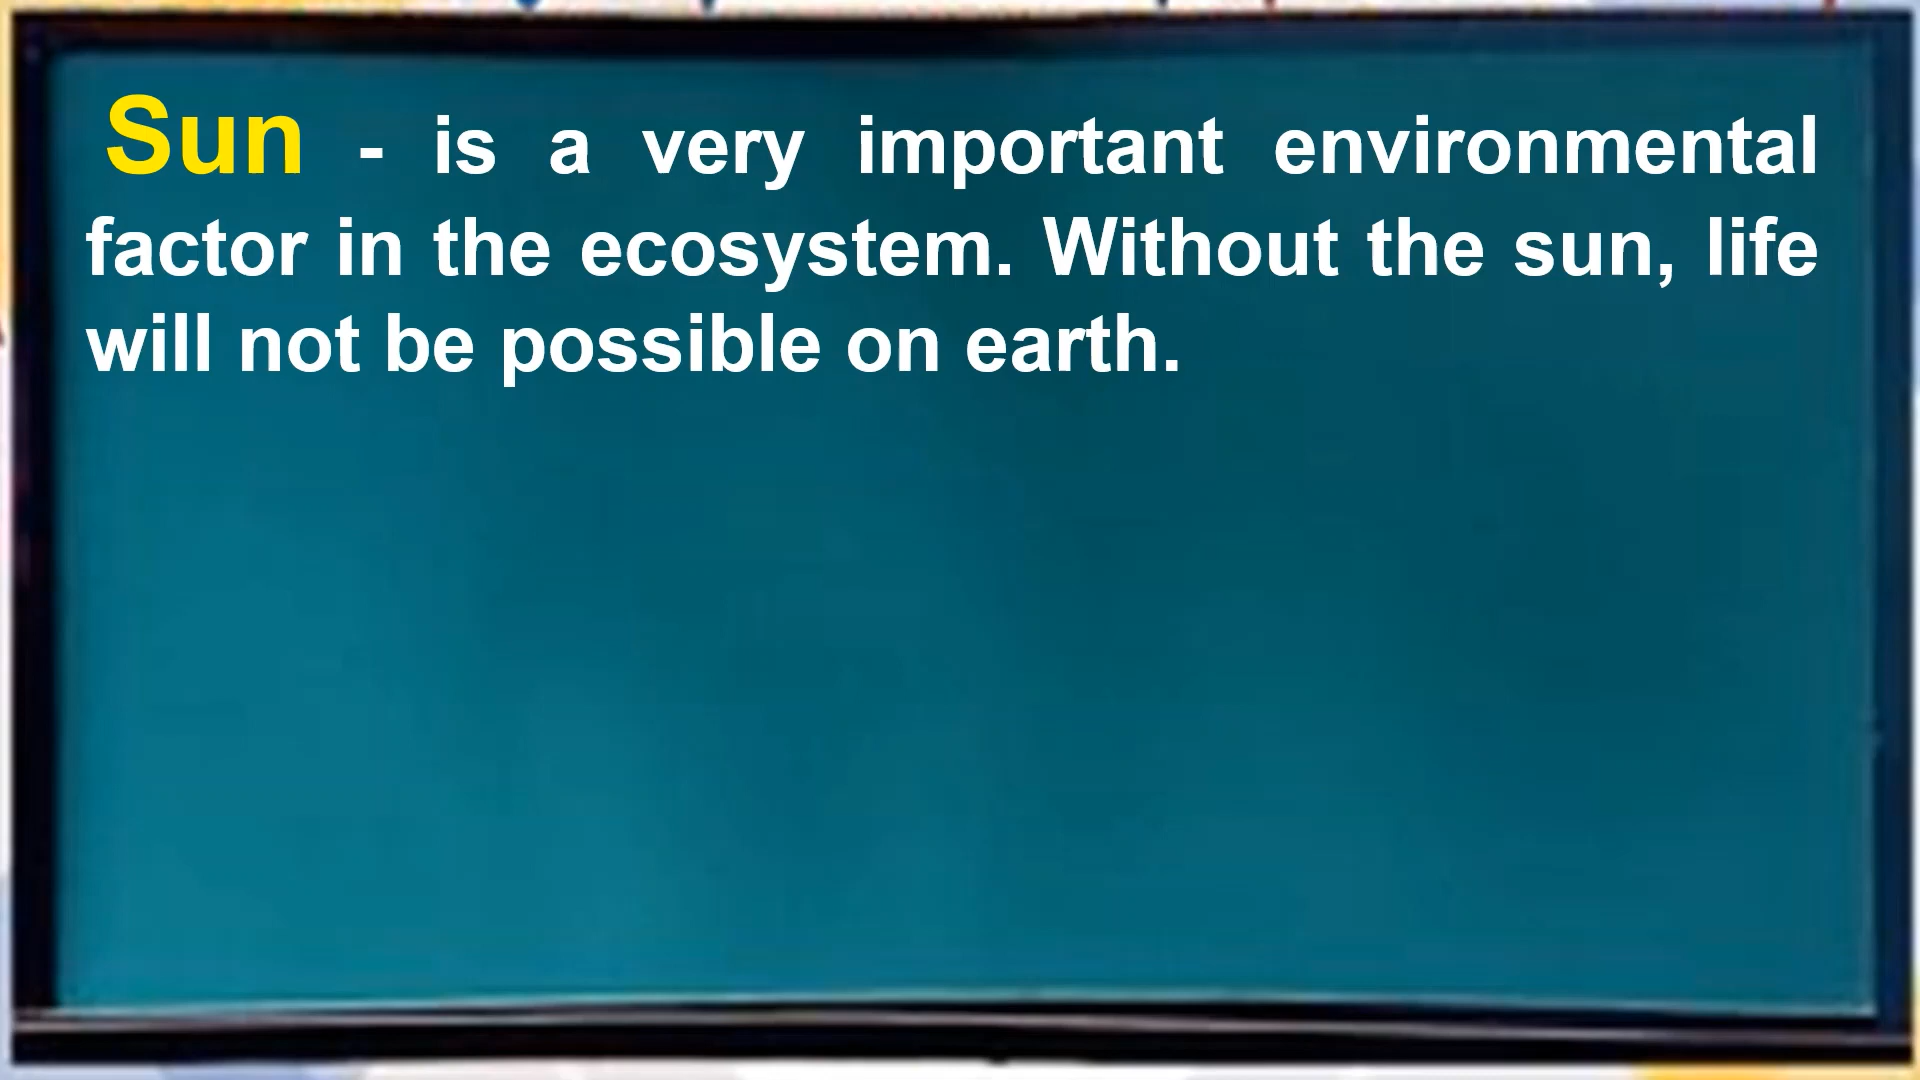 Sun - is a very important environmental
factor in the ecosystem. Without the sun, life
will not be possible on earth.